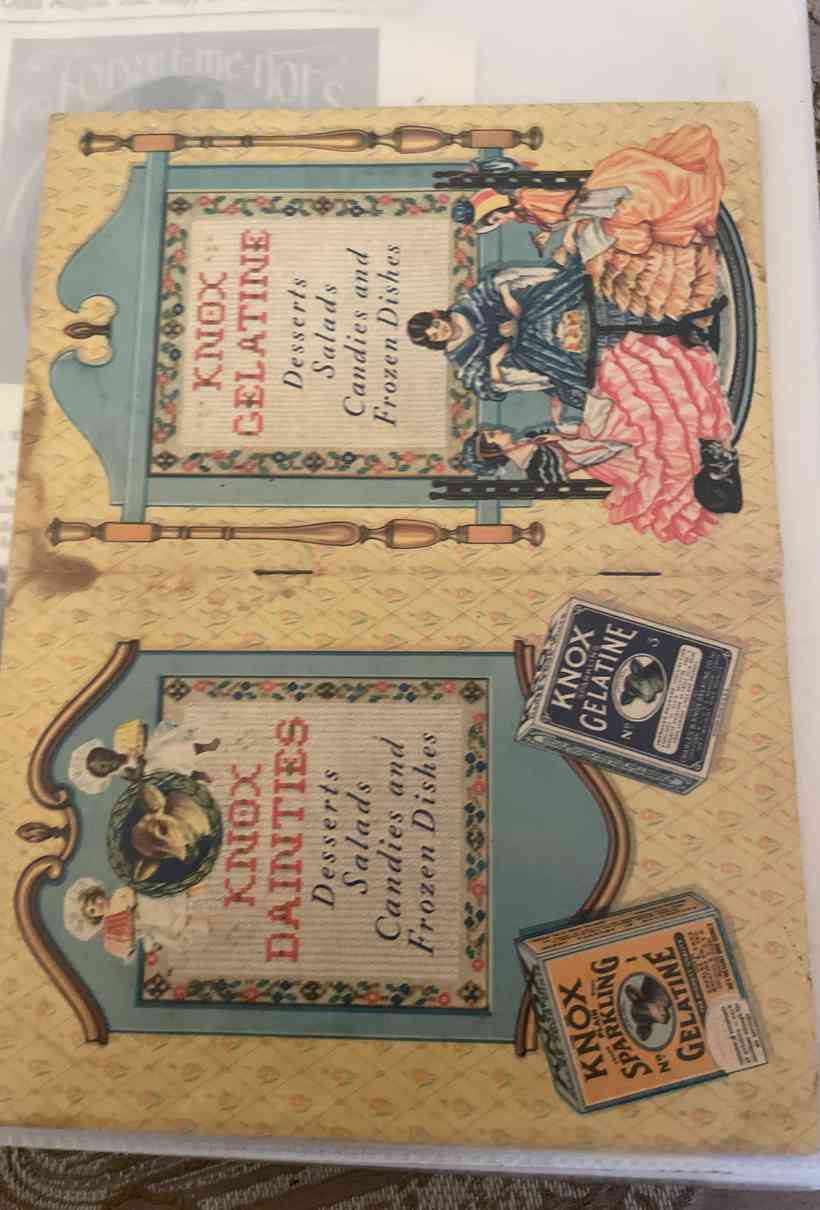 KNOX
DAINTIES
Desserts
Salads
Candies and
Frozen Dishes
KNOX
SPARKLING
Nº 1
GELATINE
KNOX
GELATINE
Nº 3
KNOX
GELATINE
Desserts
Salads
Candies and
Frozen Dishes
Forget-me-nots